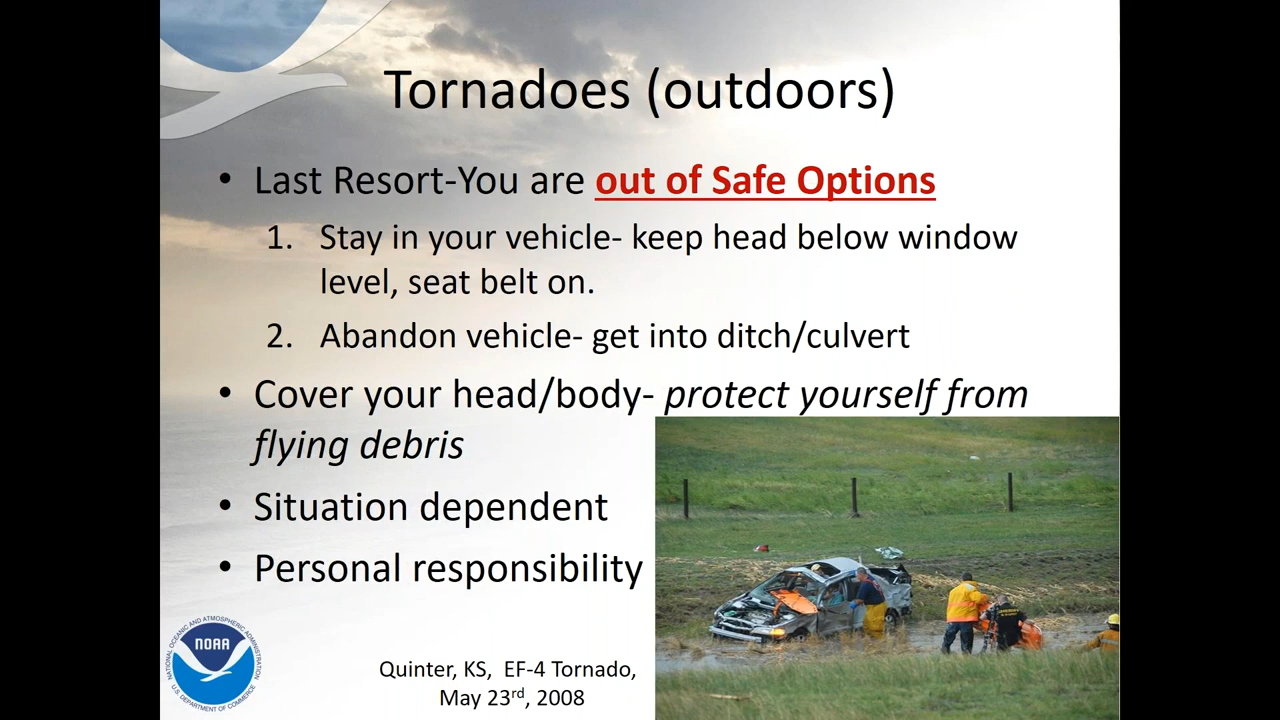 Tornadoes (outdoors)
• Last Resort-You are out of Safe Options
1. Stay in your vehicle- keep head below window
level, seat belt on.
2. Abandon vehicle- get into ditch/culvert
• Cover your head/body- protect yourself from
flying debris
• Situation dependent
• Personal responsibility
NATIONAL OCEANIC AND ATMOSPHERIC ADMINISTRATION
NOAA
U.S. DEPARTMENT OF COMMERCE
Quinter, KS, EF-4 Tornado,
May 23rd, 2008